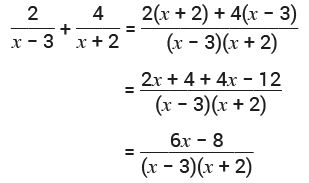 2/(x − 3) + 4/(x + 2) = (2(x + 2) + 4(x − 3))/((x − 3)(x + 2))
= (2x + 4 + 4x − 12)/((x − 3)(x + 2))
= (6x − 8)/((x − 3)(x + 2))